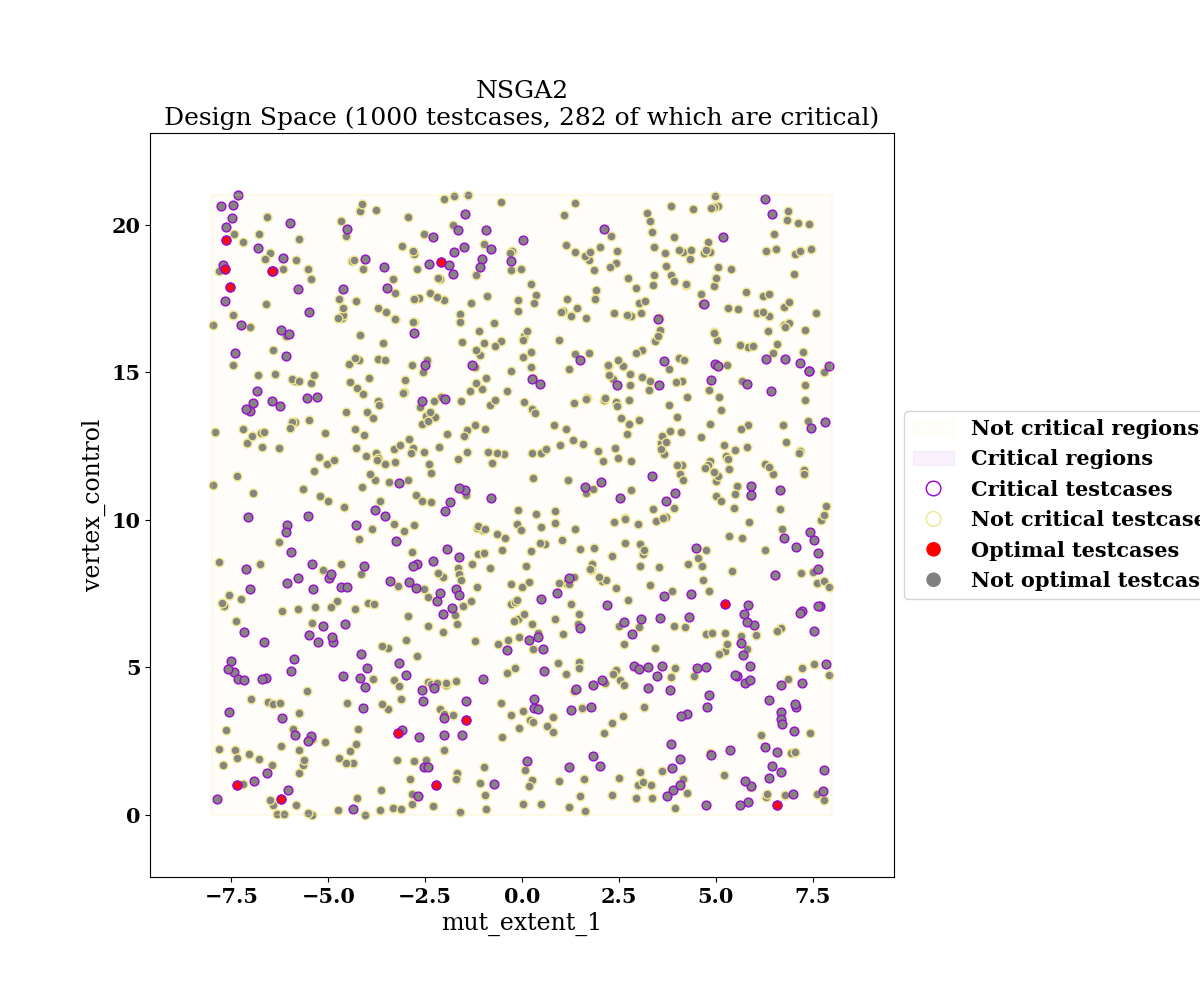 NSGA2
Design Space (1000 testcases, 282 of which are critical)
vertex_control
20
15
10
5
0
−7.5 −5.0 −2.5 0.0 2.5 5.0 7.5
mut_extent_1
Not critical regions
Critical regions
Critical testcases
Not critical testcase
Optimal testcases
Not optimal testcas